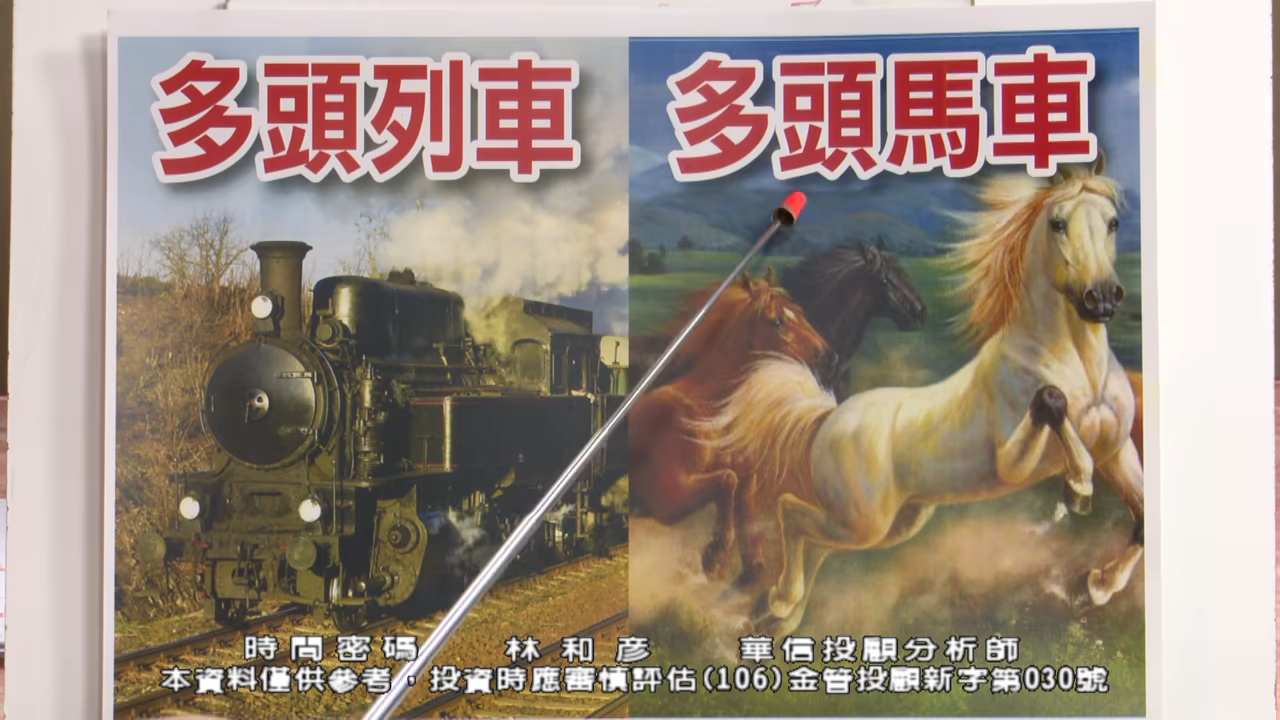 多頭列車
多頭馬車
時間密碼 林和彥 華信投顧分析師
本資料僅供參考，投資時應審慎評估(106)金管投顧新字第030號